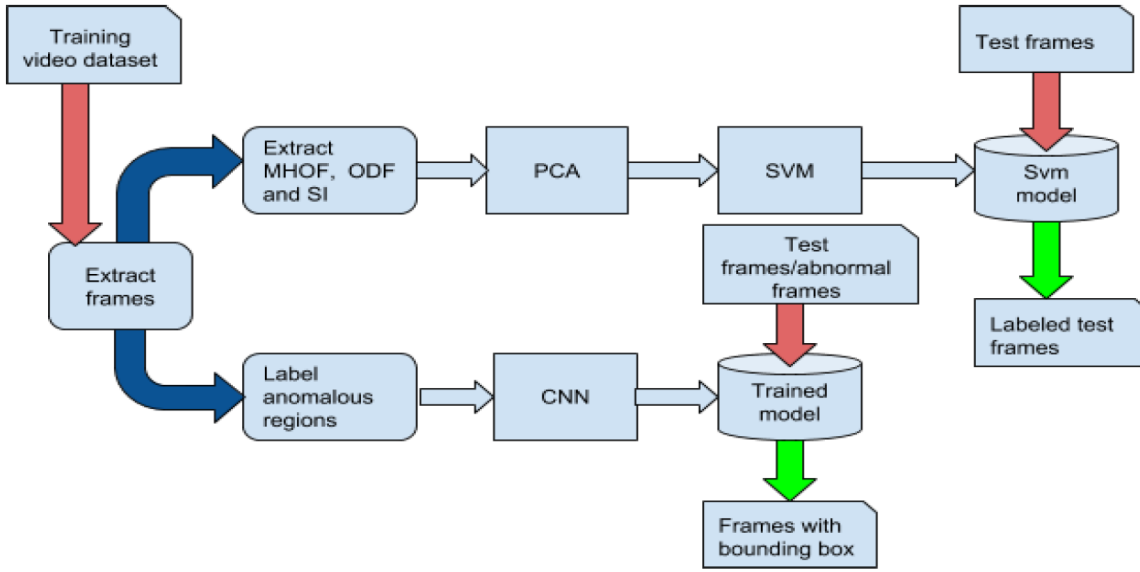 Training
video dataset
Test frames
Extract
MHOF, ODF
and SI
PCA
SVM
Svm
model
Test
frames/abnormal
frames
Extract
frames
Labeled test
frames
Label
anomalous
regions
CNN
Trained
model
Frames with
bounding box